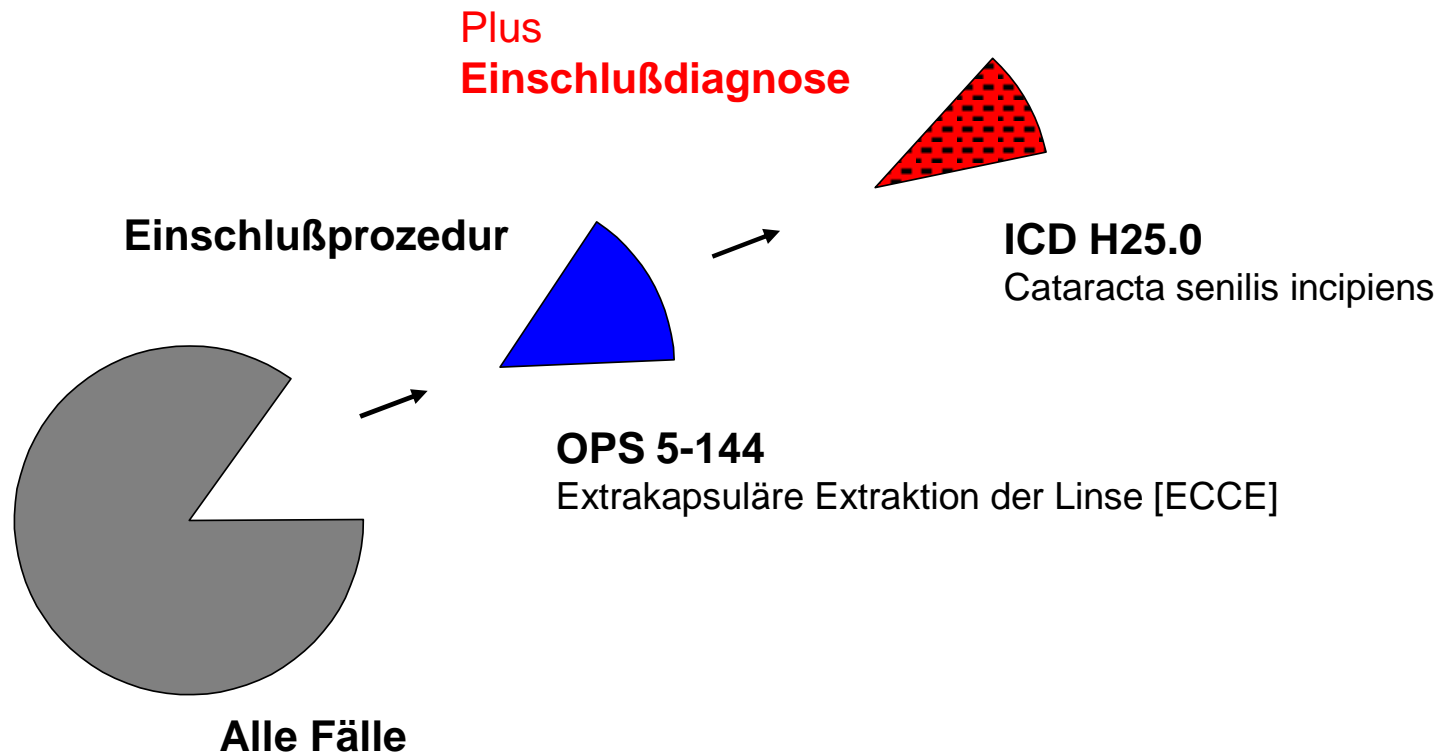 Plus
Einschlußdiagnose
Einschlußprozedur
ICD H25.0
Cataracta senilis incipiens
OPS 5-144
Extrakapsuläre Extraktion der Linse [ECCE]
Alle Fälle